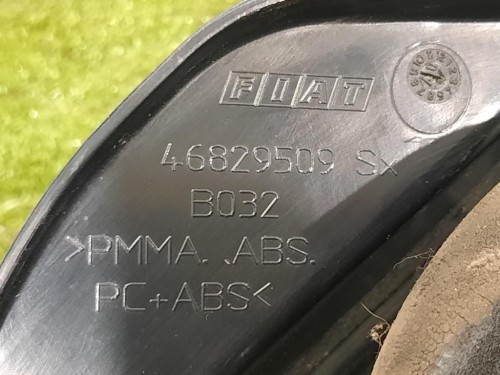 FIAT
46829509 Sx
B032
>PMMA. .ABS.
PC+ABS<